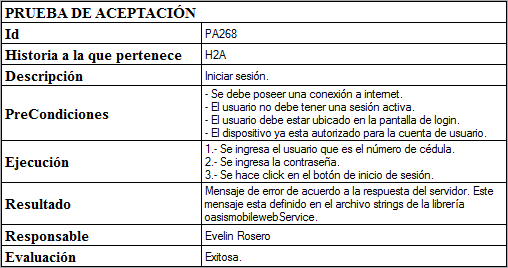 PRUEBA DE ACEPTACIÓN
Id PA268
Historia a la que pertenece H2A
Descripción Iniciar sesión.
PreCondiciones
- Se debe poseer una conexión a internet.
- El usuario no debe tener una sesión activa.
- El usuario debe estar ubicado en la pantalla de login.
- El dispositivo ya esta autorizado para la cuenta de usuario.
Ejecución
1.- Se ingresa el usuario que es el número de cédula.
2.- Se ingresa la contraseña.
3.- Se hace click en el botón de inicio de sesión.
Resultado
Mensaje de error de acuerdo a la respuesta del servidor. Este
mensaje esta definido en el archivo strings de la librería
oasismobilewebService.
Responsable Evelin Rosero
Evaluación Exitosa.